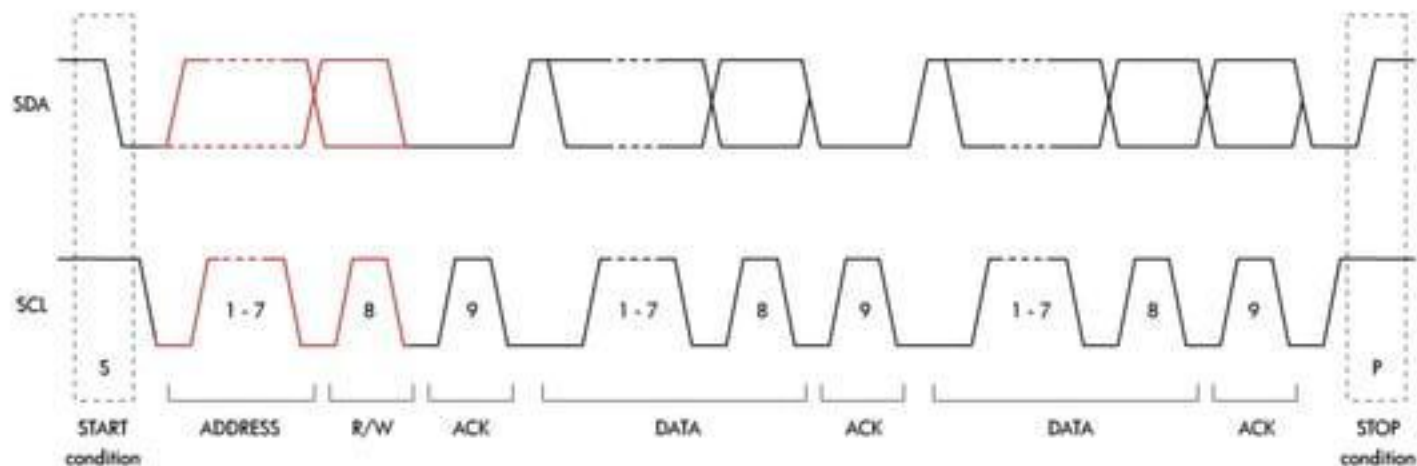 SDA
SCL
1 - 7
8
9
1 - 7
8
9
1 - 7
8
9
S
P
START
condition
ADDRESS
R/W
ACK
DATA
ACK
DATA
ACK
STOP
condition